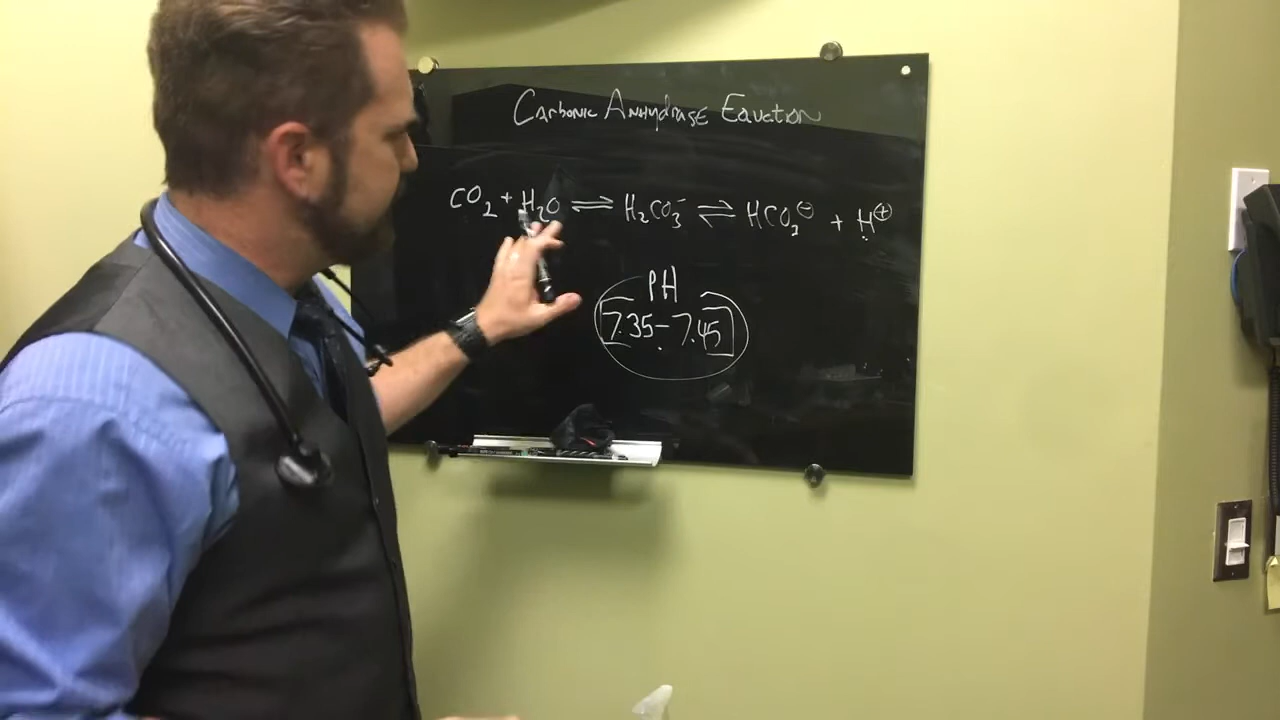 Carbonic Anhydrase Equation
CO₂ + H₂O ⇌ H₂CO₃⁻ ⇌ HCO₃⊖ + H⊕
PH
7.35 – 7.45